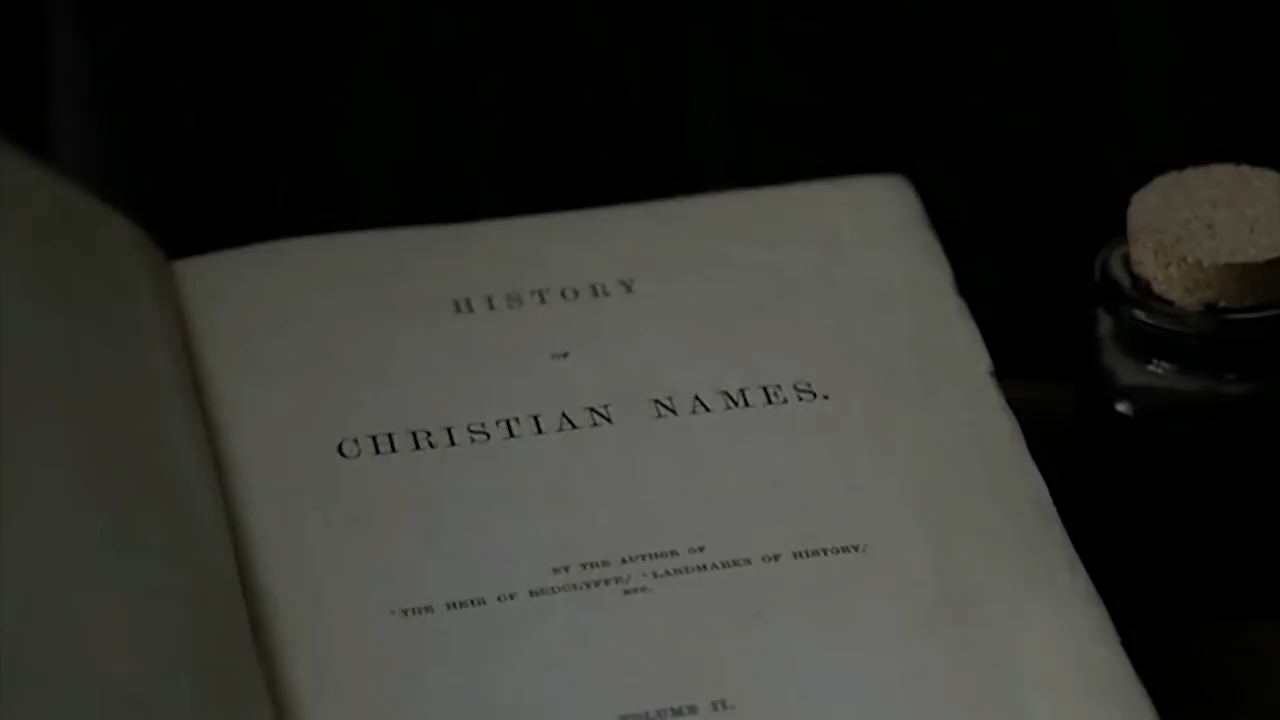 HISTORY
OF
CHRISTIAN NAMES.
BY THE AUTHOR OF
'THE HEIR OF REDCLYFFE,' 'LANDMARKS OF HISTORY,'
ETC.
VOLUME II.